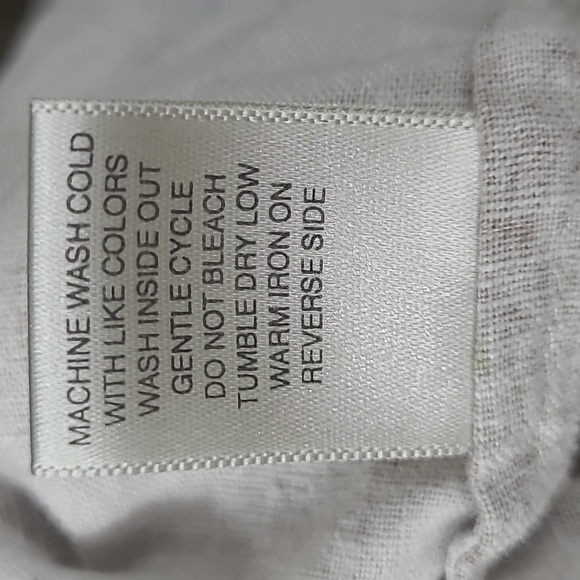 MACHINE WASH COLD
WITH LIKE COLORS
WASH INSIDE OUT
GENTLE CYCLE
DO NOT BLEACH
TUMBLE DRY LOW
WARM IRON ON
REVERSE SIDE